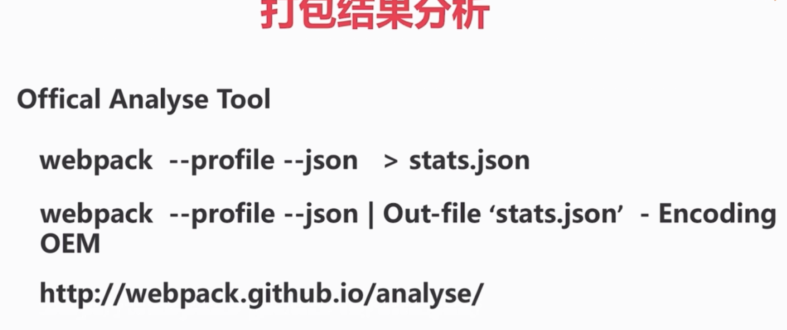 打包结果分析
Offical Analyse Tool
webpack --profile --json > stats.json
webpack --profile --json | Out-file ‘stats.json’ - Encoding
OEM
http://webpack.github.io/analyse/